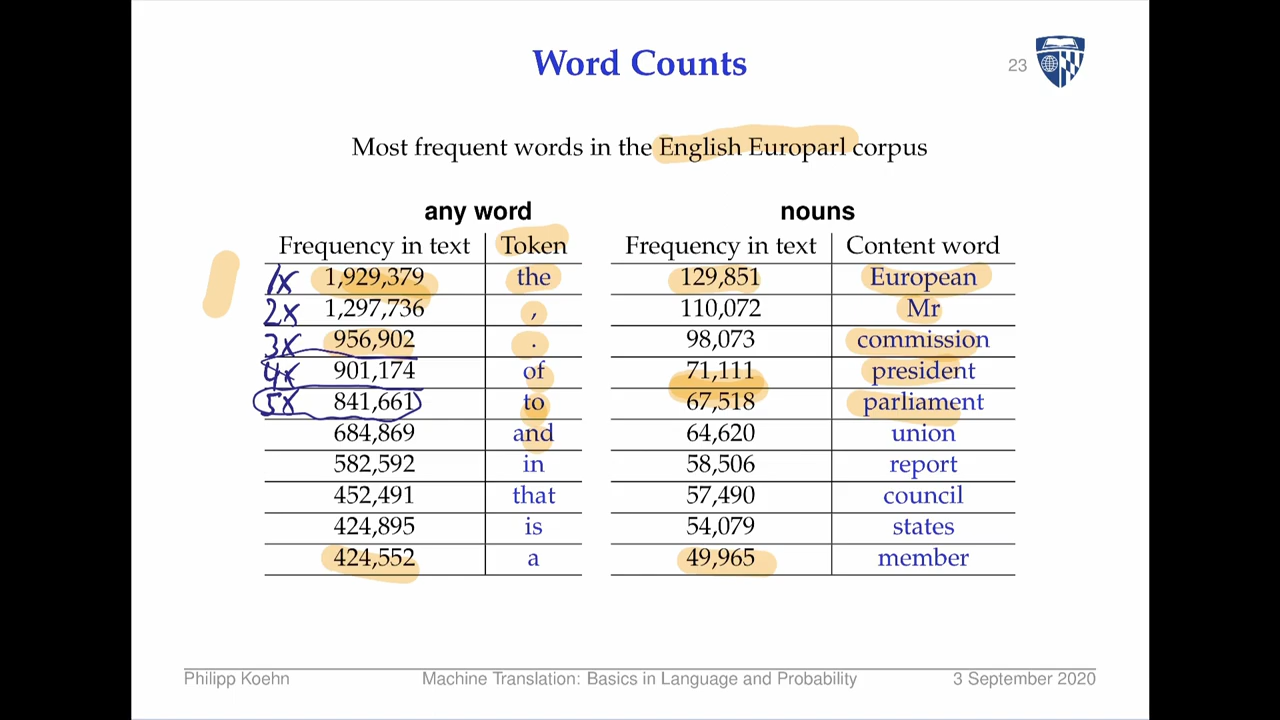 Word Counts
23
Most frequent words in the English Europarl corpus
any word
Frequency in text Token
1x 1,929,379 the
2x 1,297,736 ,
3x 956,902 .
4x 901,174 of
5x 841,661 to
684,869 and
582,592 in
452,491 that
424,895 is
424,552 a
nouns
Frequency in text Content word
129,851 European
110,072 Mr
98,073 commission
71,111 president
67,518 parliament
64,620 union
58,506 report
57,490 council
54,079 states
49,965 member
Philipp Koehn Machine Translation: Basics in Language and Probability 3 September 2020